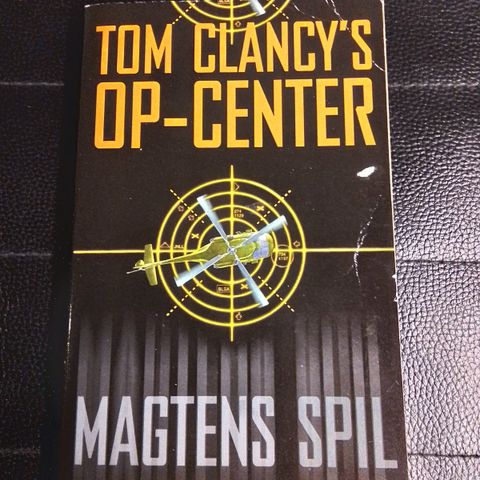 TOM CLANCY'S
OP-CENTER
MAGTENS SPIL